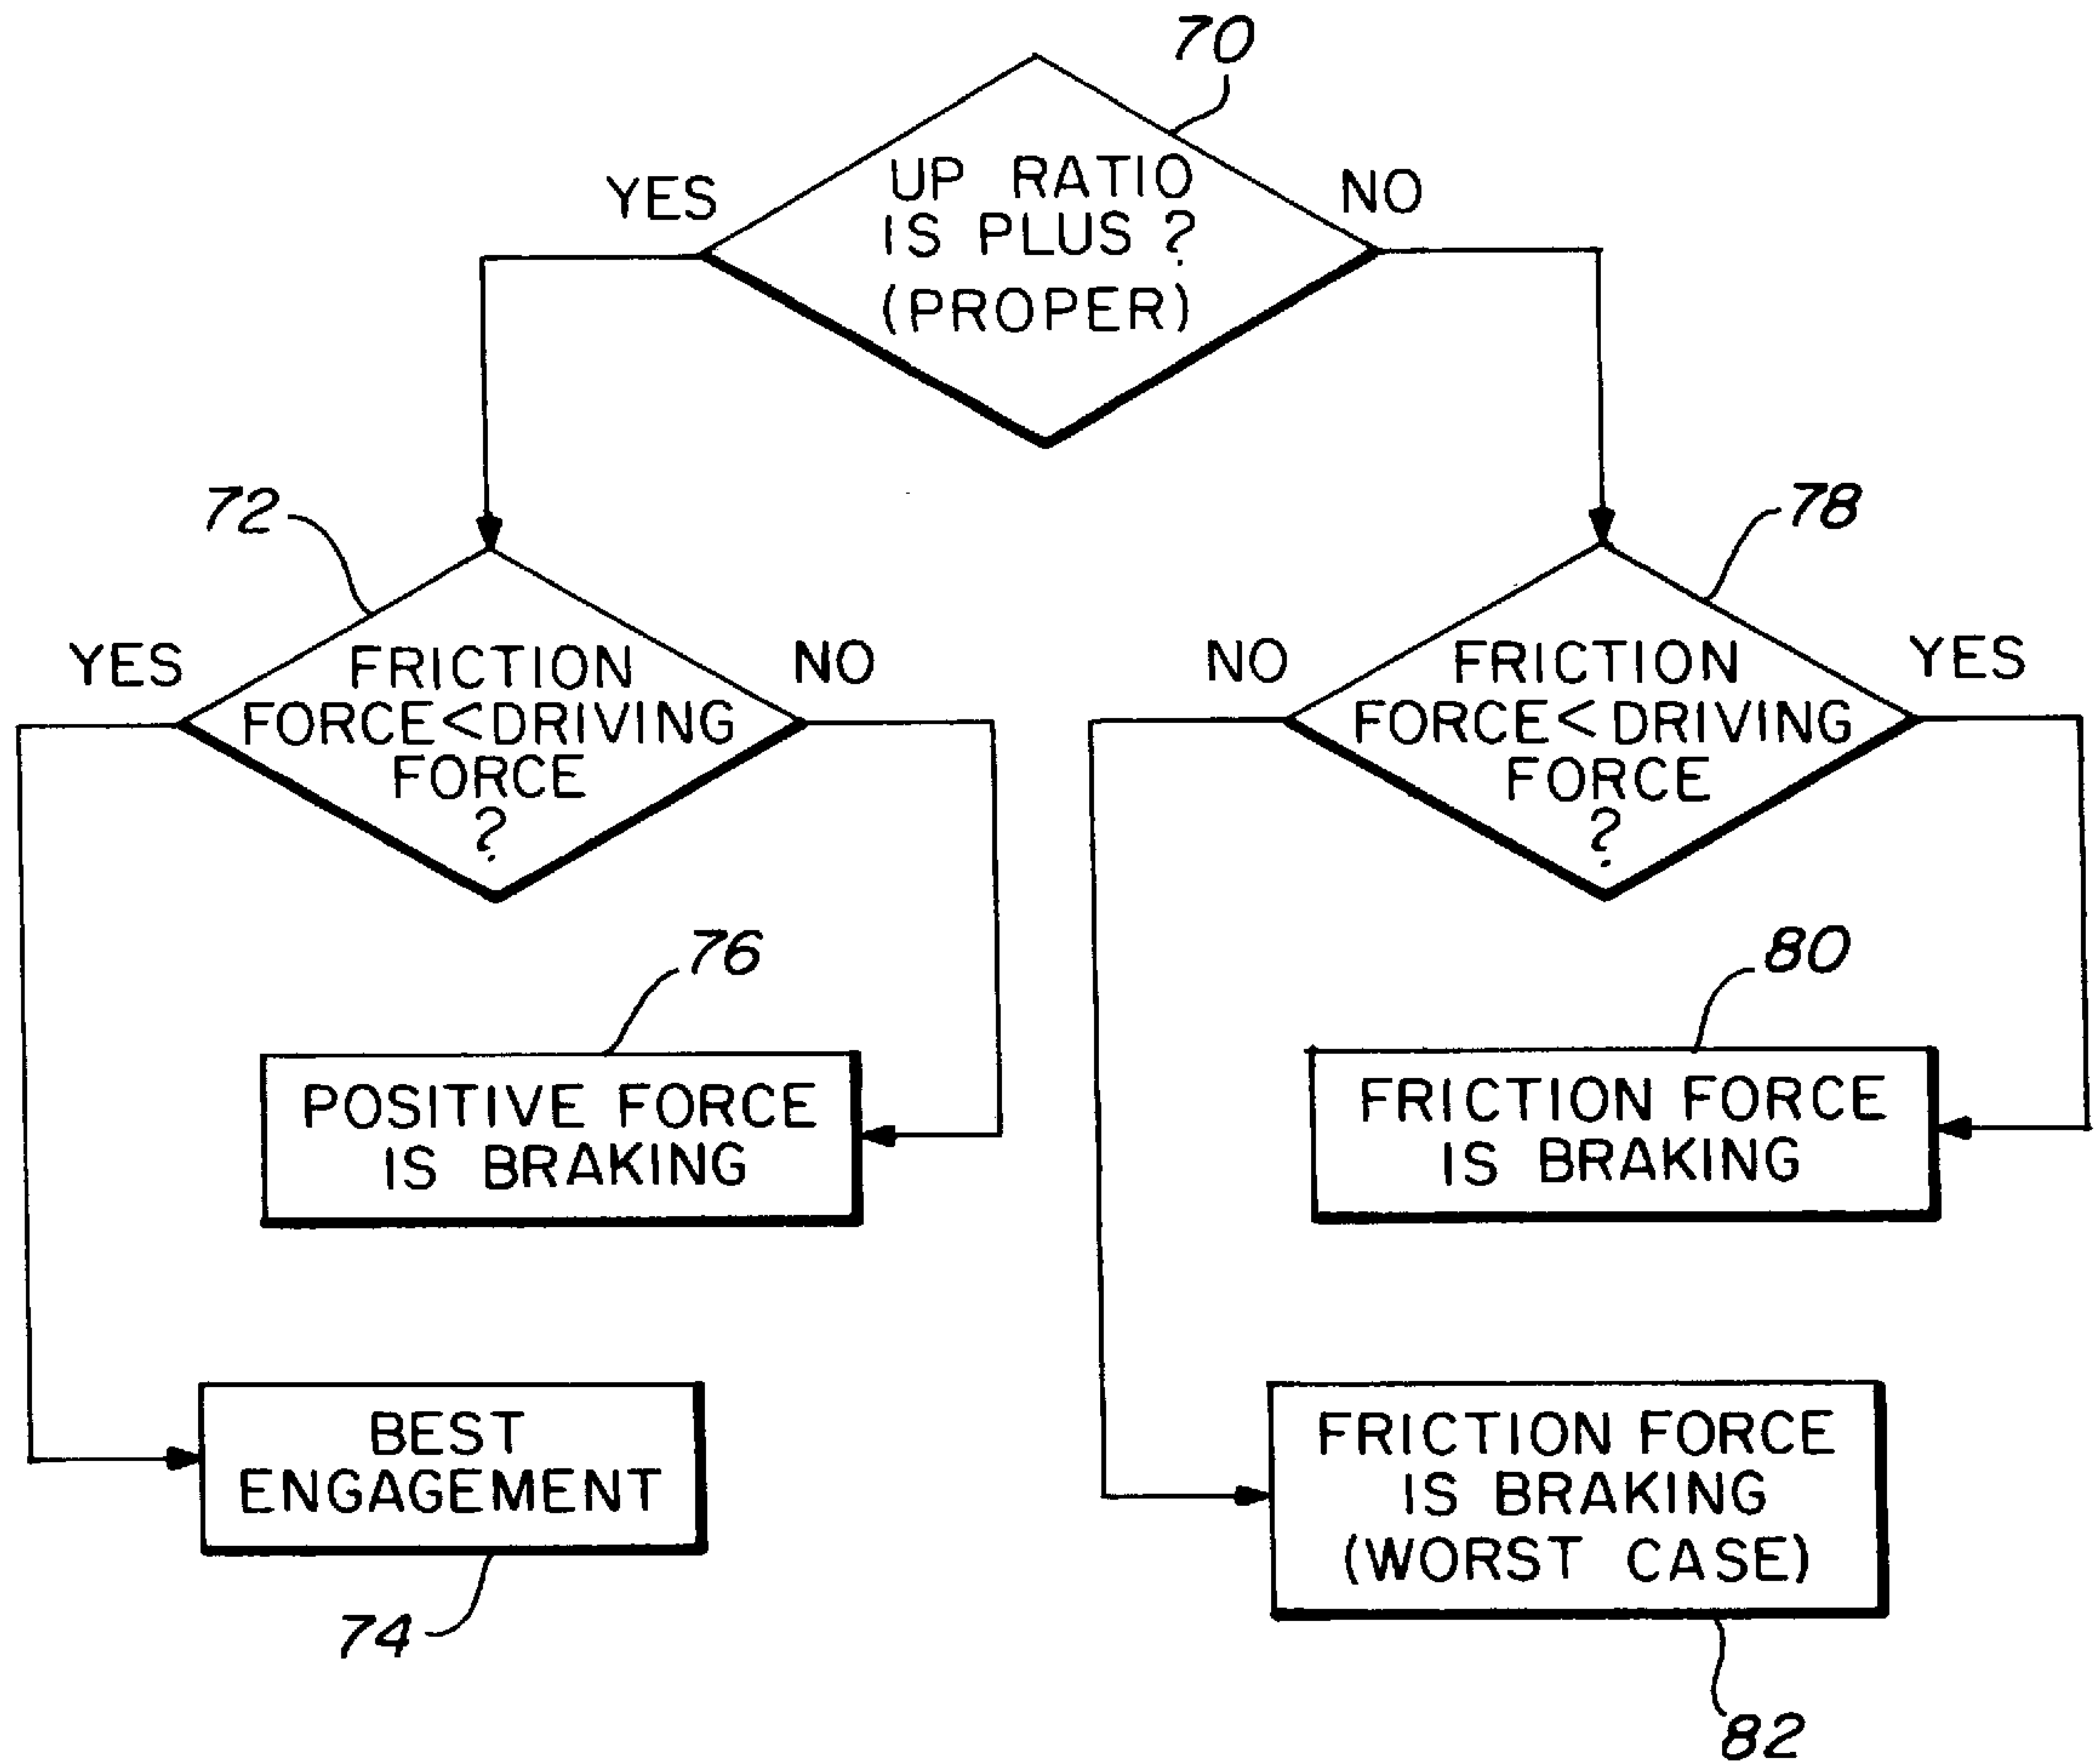 70
YES
UP RATIO
IS PLUS ?
(PROPER)
NO
72
YES
FRICTION
FORCE<DRIVING
FORCE
?
NO
78
NO
FRICTION
FORCE<DRIVING
FORCE
?
YES
76
POSITIVE FORCE
IS BRAKING
80
FRICTION FORCE
IS BRAKING
BEST
ENGAGEMENT
74
FRICTION FORCE
IS BRAKING
(WORST CASE)
82